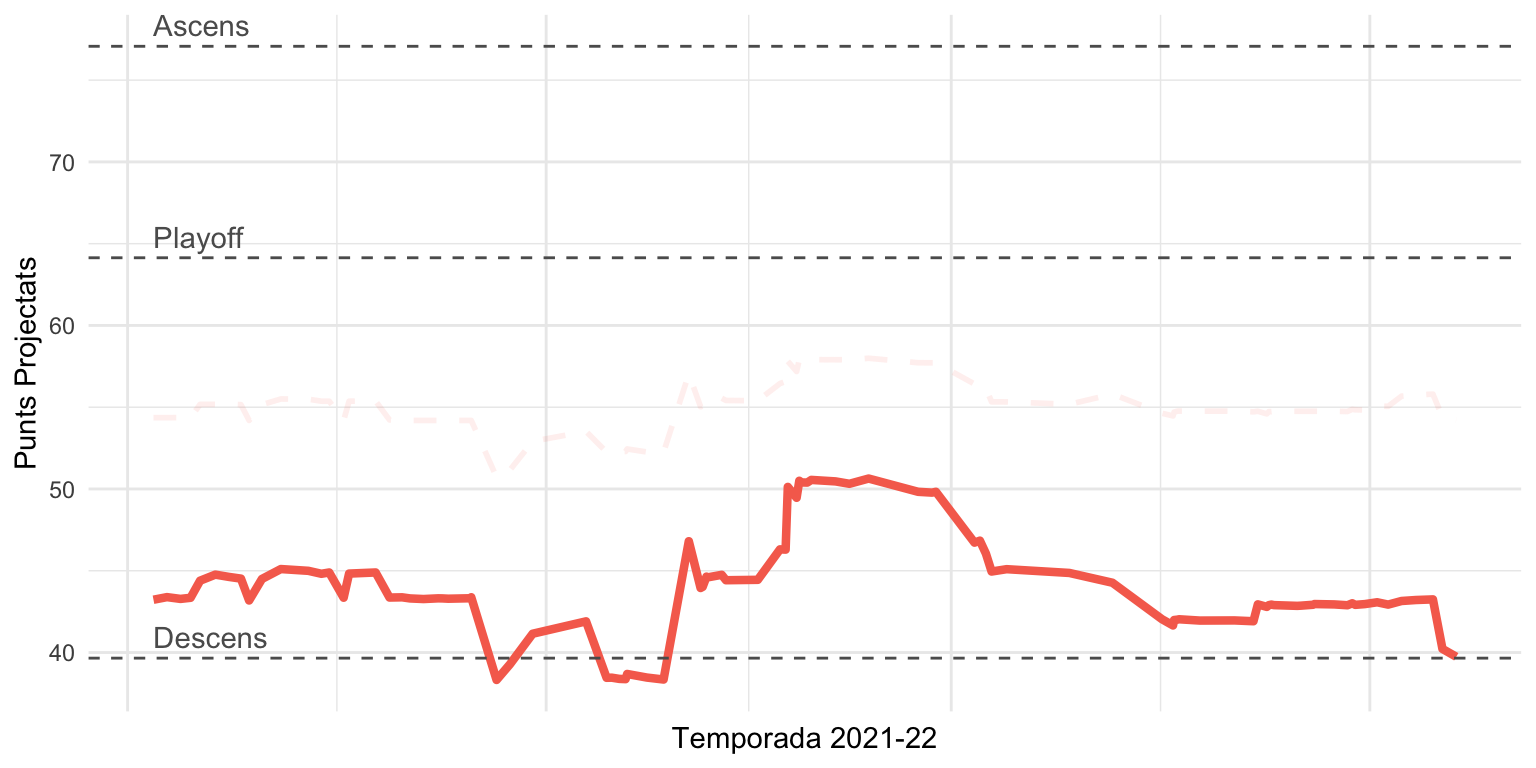 Ascens
70
Playoff
60
Punts Projectats
50
Descens
40
Temporada 2021-22